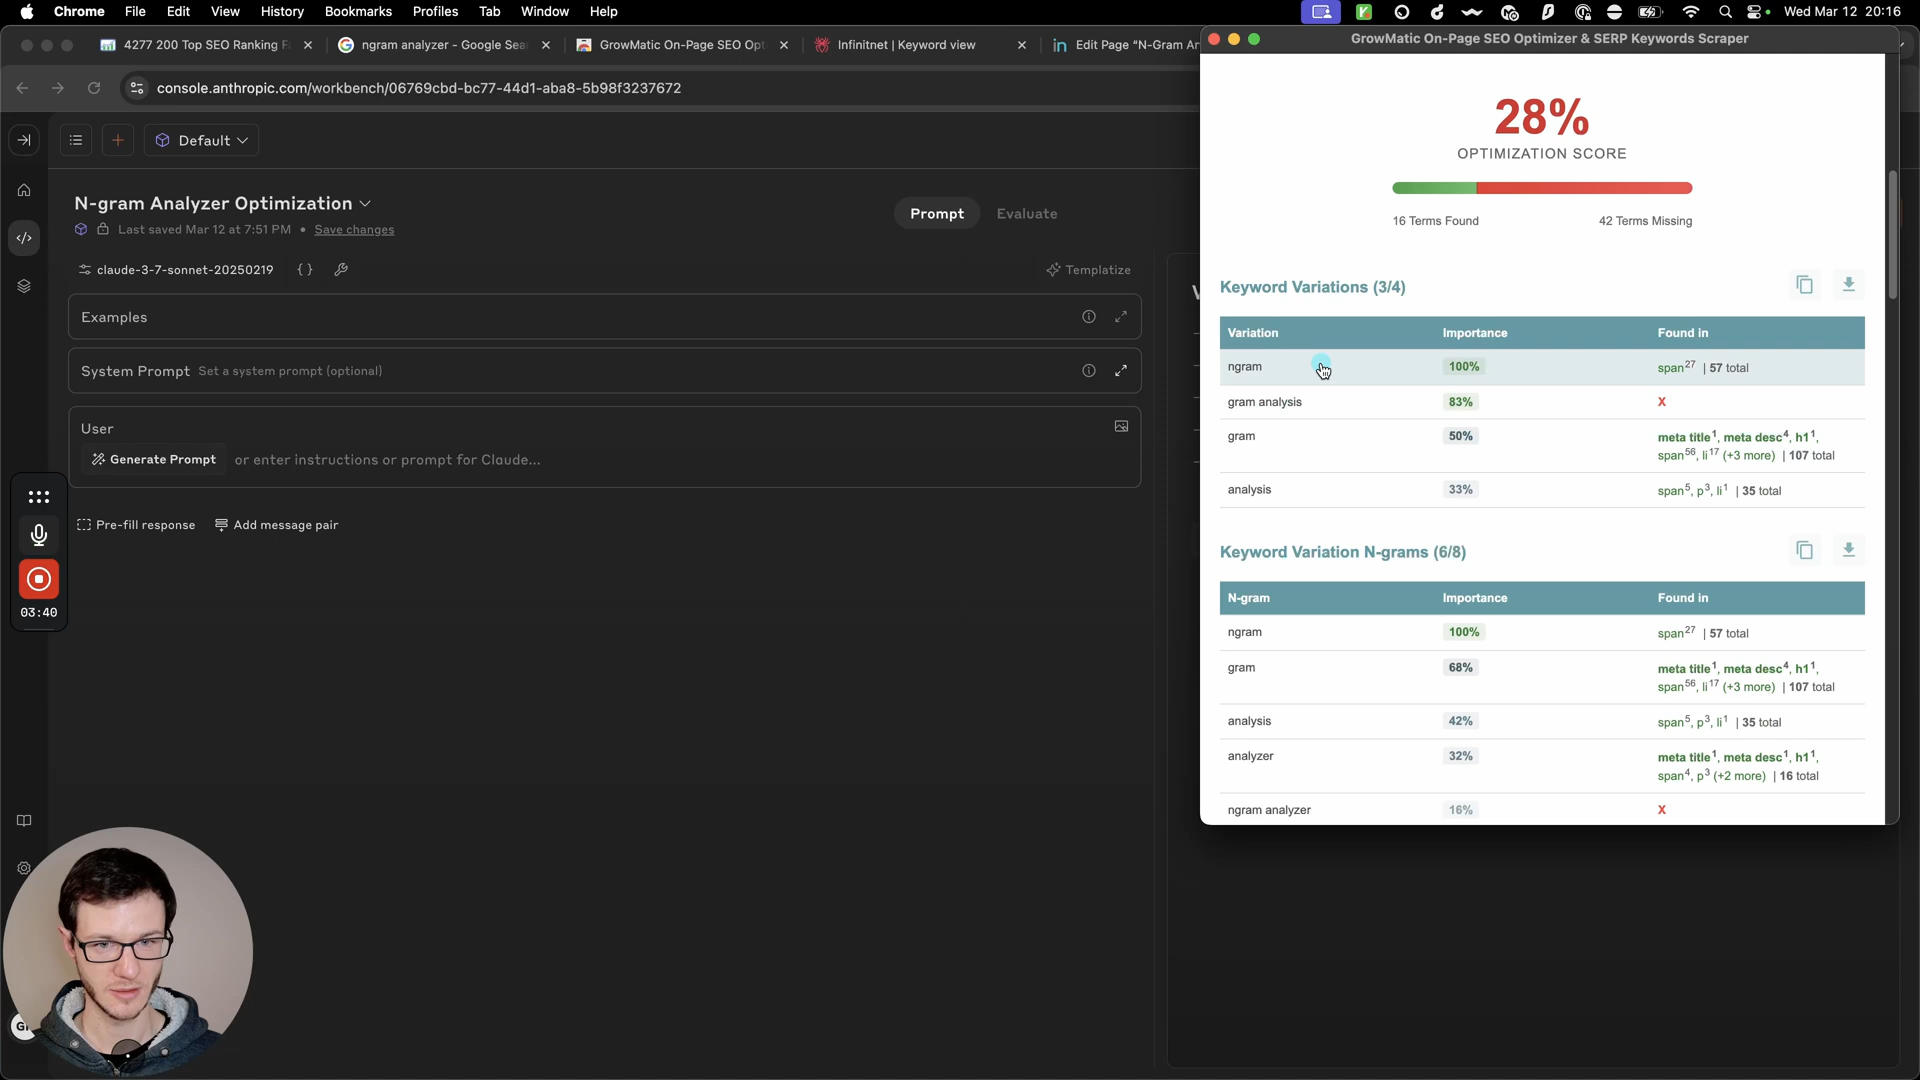 Chrome File Edit View History Bookmarks Profiles Tab Window Help
Wed Mar 12 20:16
4277 200 Top SEO Ranking F
ngram analyzer - Google Sea
GrowMatic On-Page SEO Opt
Infinitnet | Keyword view
Edit Page “N-Gram Ar
console.anthropic.com/workbench/06769cbd-bc77-44d1-aba8-5b98f3237672
Default
N-gram Analyzer Optimization
Last saved Mar 12 at 7:51 PM • Save changes
Prompt Evaluate
claude-3-7-sonnet-20250219
Templatize
Examples
System Prompt Set a system prompt (optional)
User
Generate Prompt or enter instructions or prompt for Claude...
Pre-fill response Add message pair
03:40
GrowMatic On-Page SEO Optimizer & SERP Keywords Scraper
28%
OPTIMIZATION SCORE
16 Terms Found 42 Terms Missing
Keyword Variations (3/4)
Variation Importance Found in
ngram 100% span27 | 57 total
gram analysis 83% X
gram 50% meta title1, meta desc4, h11,
span56, li17 (+3 more) | 107 total
analysis 33% span5, p3, li1 | 35 total
Keyword Variation N-grams (6/8)
N-gram Importance Found in
ngram 100% span27 | 57 total
gram 68% meta title1, meta desc4, h11,
span56, li17 (+3 more) | 107 total
analysis 42% span5, p3, li1 | 35 total
analyzer 32% meta title1, meta desc1, h11,
span4, p3 (+2 more) | 16 total
ngram analyzer 16% X